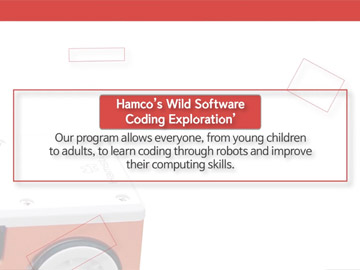 Hamco's Wild Software
Coding Exploration'
Our program allows everyone, from young children
to adults, to learn coding through robots and improve
their computing skills.